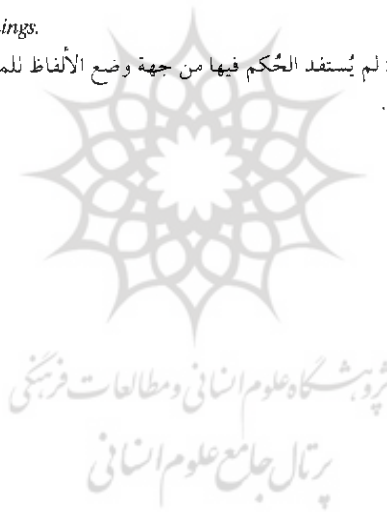 ings.
: لم يُستفد الحُكم فيها من جهة وضع الألفاظ للم
.
پژوهشگاه علوم انسانی و مطالعات فرهنگی
پرتال جامع علوم انسانی